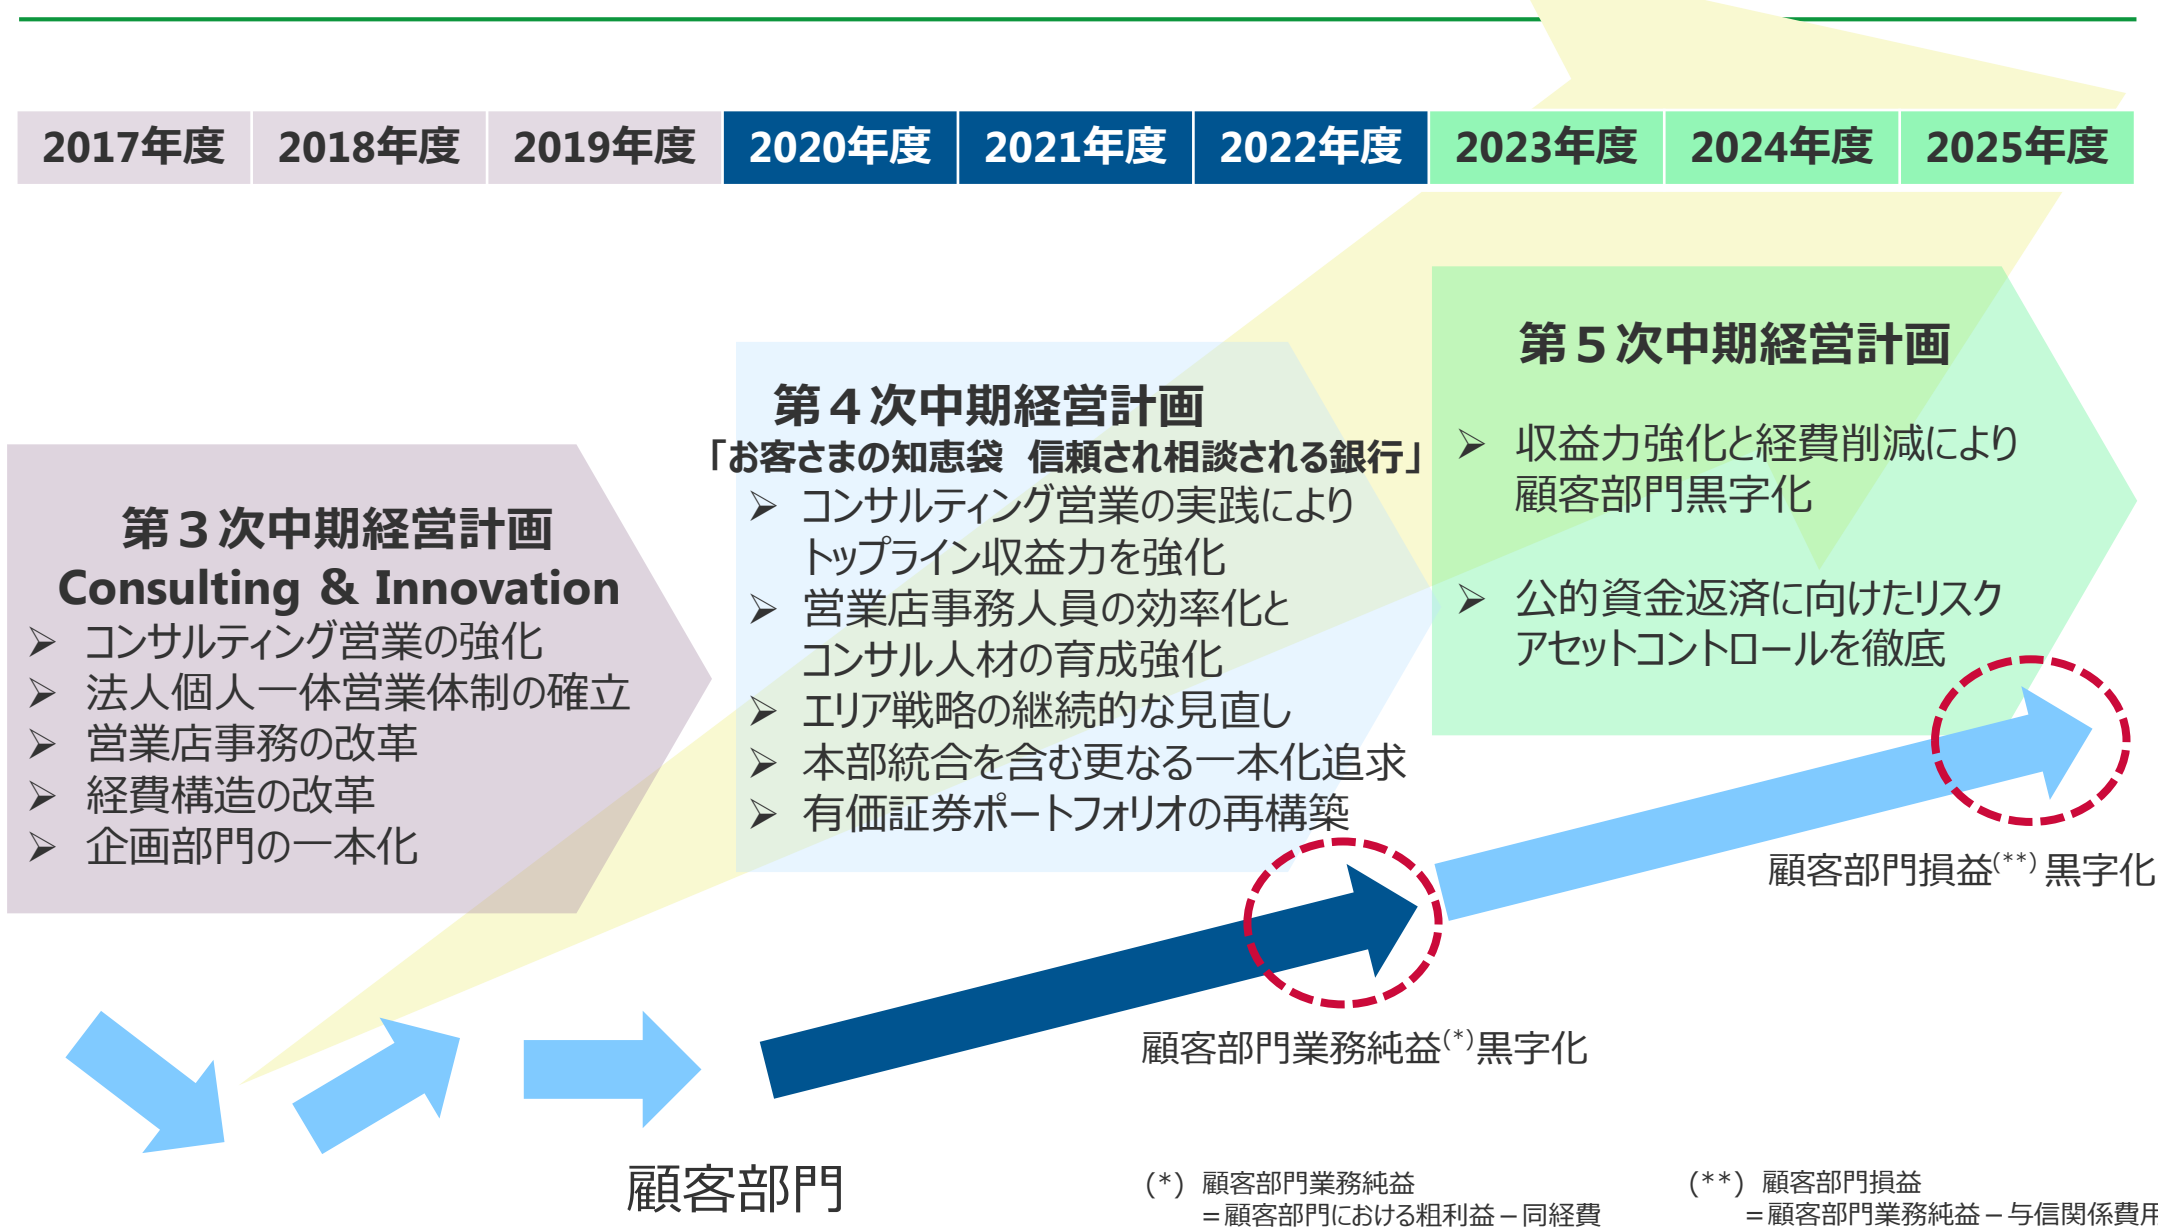 2017年度 2018年度 2019年度 2020年度 2021年度 2022年度 2023年度 2024年度 2025年度
第３次中期経営計画
Consulting & Innovation
➢ コンサルティング営業の強化
➢ 法人個人一体営業体制の確立
➢ 営業店事務の改革
➢ 経費構造の改革
➢ 企画部門の一本化
第４次中期経営計画
「お客さまの知恵袋　信頼され相談される銀行」
➢ コンサルティング営業の実践により
トップライン収益力を強化
➢ 営業店事務人員の効率化と
コンサル人材の育成強化
➢ エリア戦略の継続的な見直し
➢ 本部統合を含む更なる一本化追求
➢ 有価証券ポートフォリオの再構築
第５次中期経営計画
➢ 収益力強化と経費削減により
顧客部門黒字化
➢ 公的資金返済に向けたリスク
アセットコントロールを徹底
顧客部門損益(**) 黒字化
顧客部門業務純益(*)黒字化
顧客部門
(*) 顧客部門業務純益
＝顧客部門における粗利益－同経費
(**) 顧客部門損益
＝顧客部門業務純益－与信関係費用